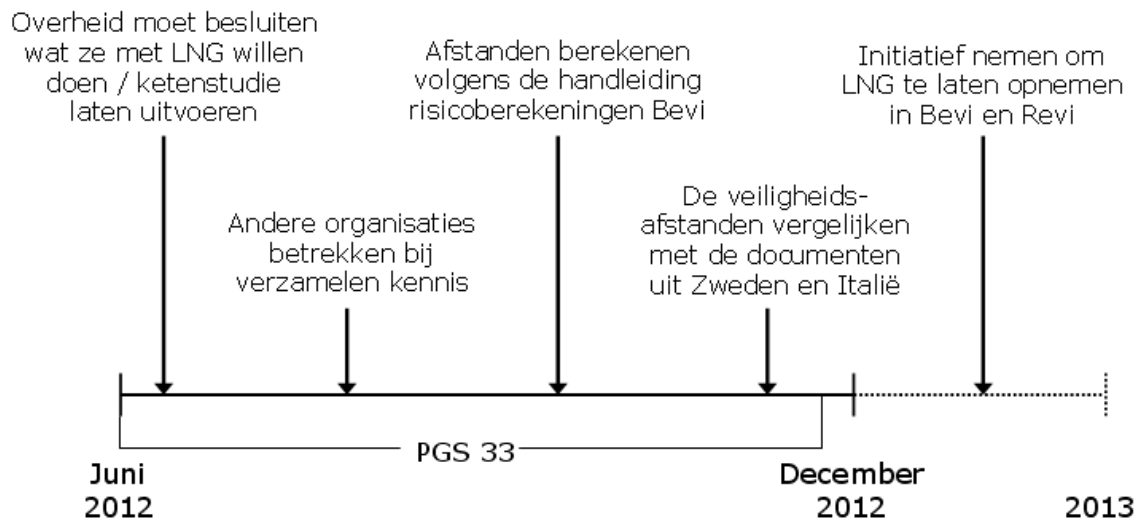 Overheid moet besluiten
wat ze met LNG willen
doen / ketenstudie
laten uitvoeren
Afstanden berekenen
volgens de handleiding
risicoberekeningen Bevi
Initiatief nemen om
LNG te laten opnemen
in Bevi en Revi
Andere organisaties
betrekken bij
verzamelen kennis
De veiligheids-
afstanden vergelijken
met de documenten
uit Zweden en Italië
PGS 33
Juni
2012
December
2012
2013